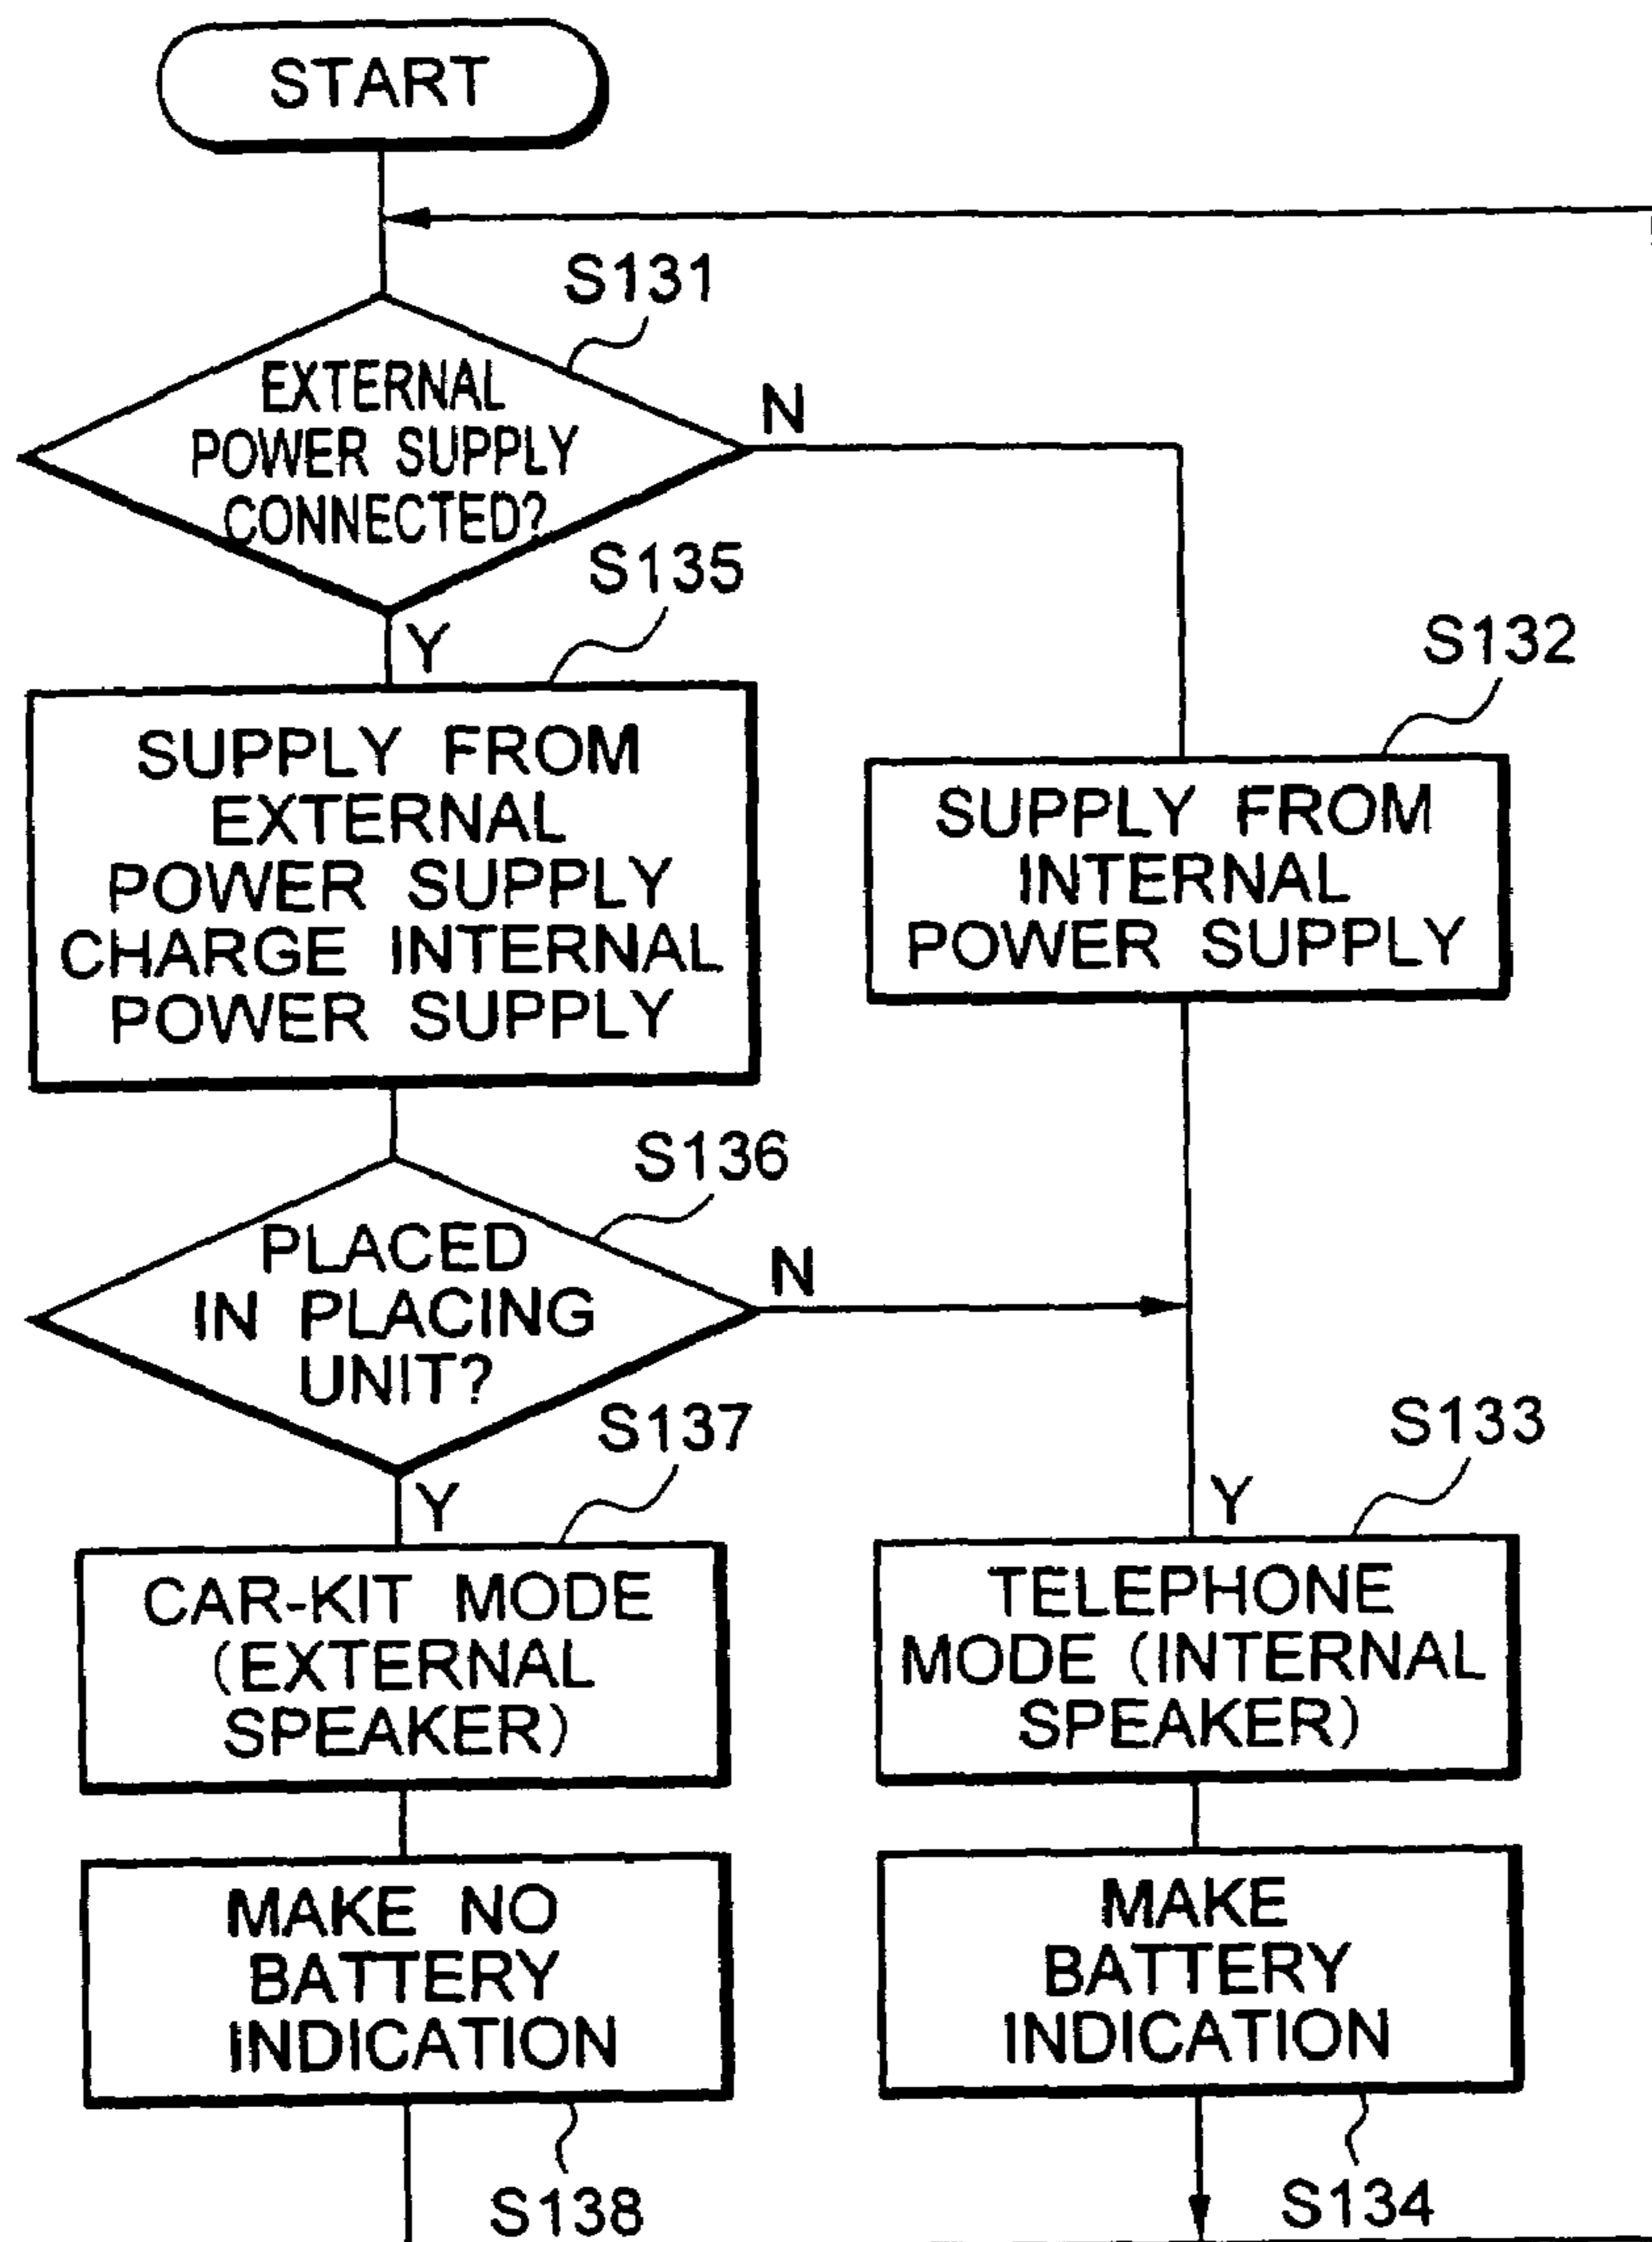 START
S131
EXTERNAL
POWER SUPPLY
CONNECTED?
N
S135
Y
S132
SUPPLY FROM
EXTERNAL
POWER SUPPLY
CHARGE INTERNAL
POWER SUPPLY
SUPPLY FROM
INTERNAL
POWER SUPPLY
S136
PLACED
IN PLACING
UNIT?
N
S137
Y
S133
Y
CAR-KIT MODE
(EXTERNAL
SPEAKER)
TELEPHONE
MODE (INTERNAL
SPEAKER)
MAKE NO
BATTERY
INDICATION
MAKE
BATTERY
INDICATION
S138
S134